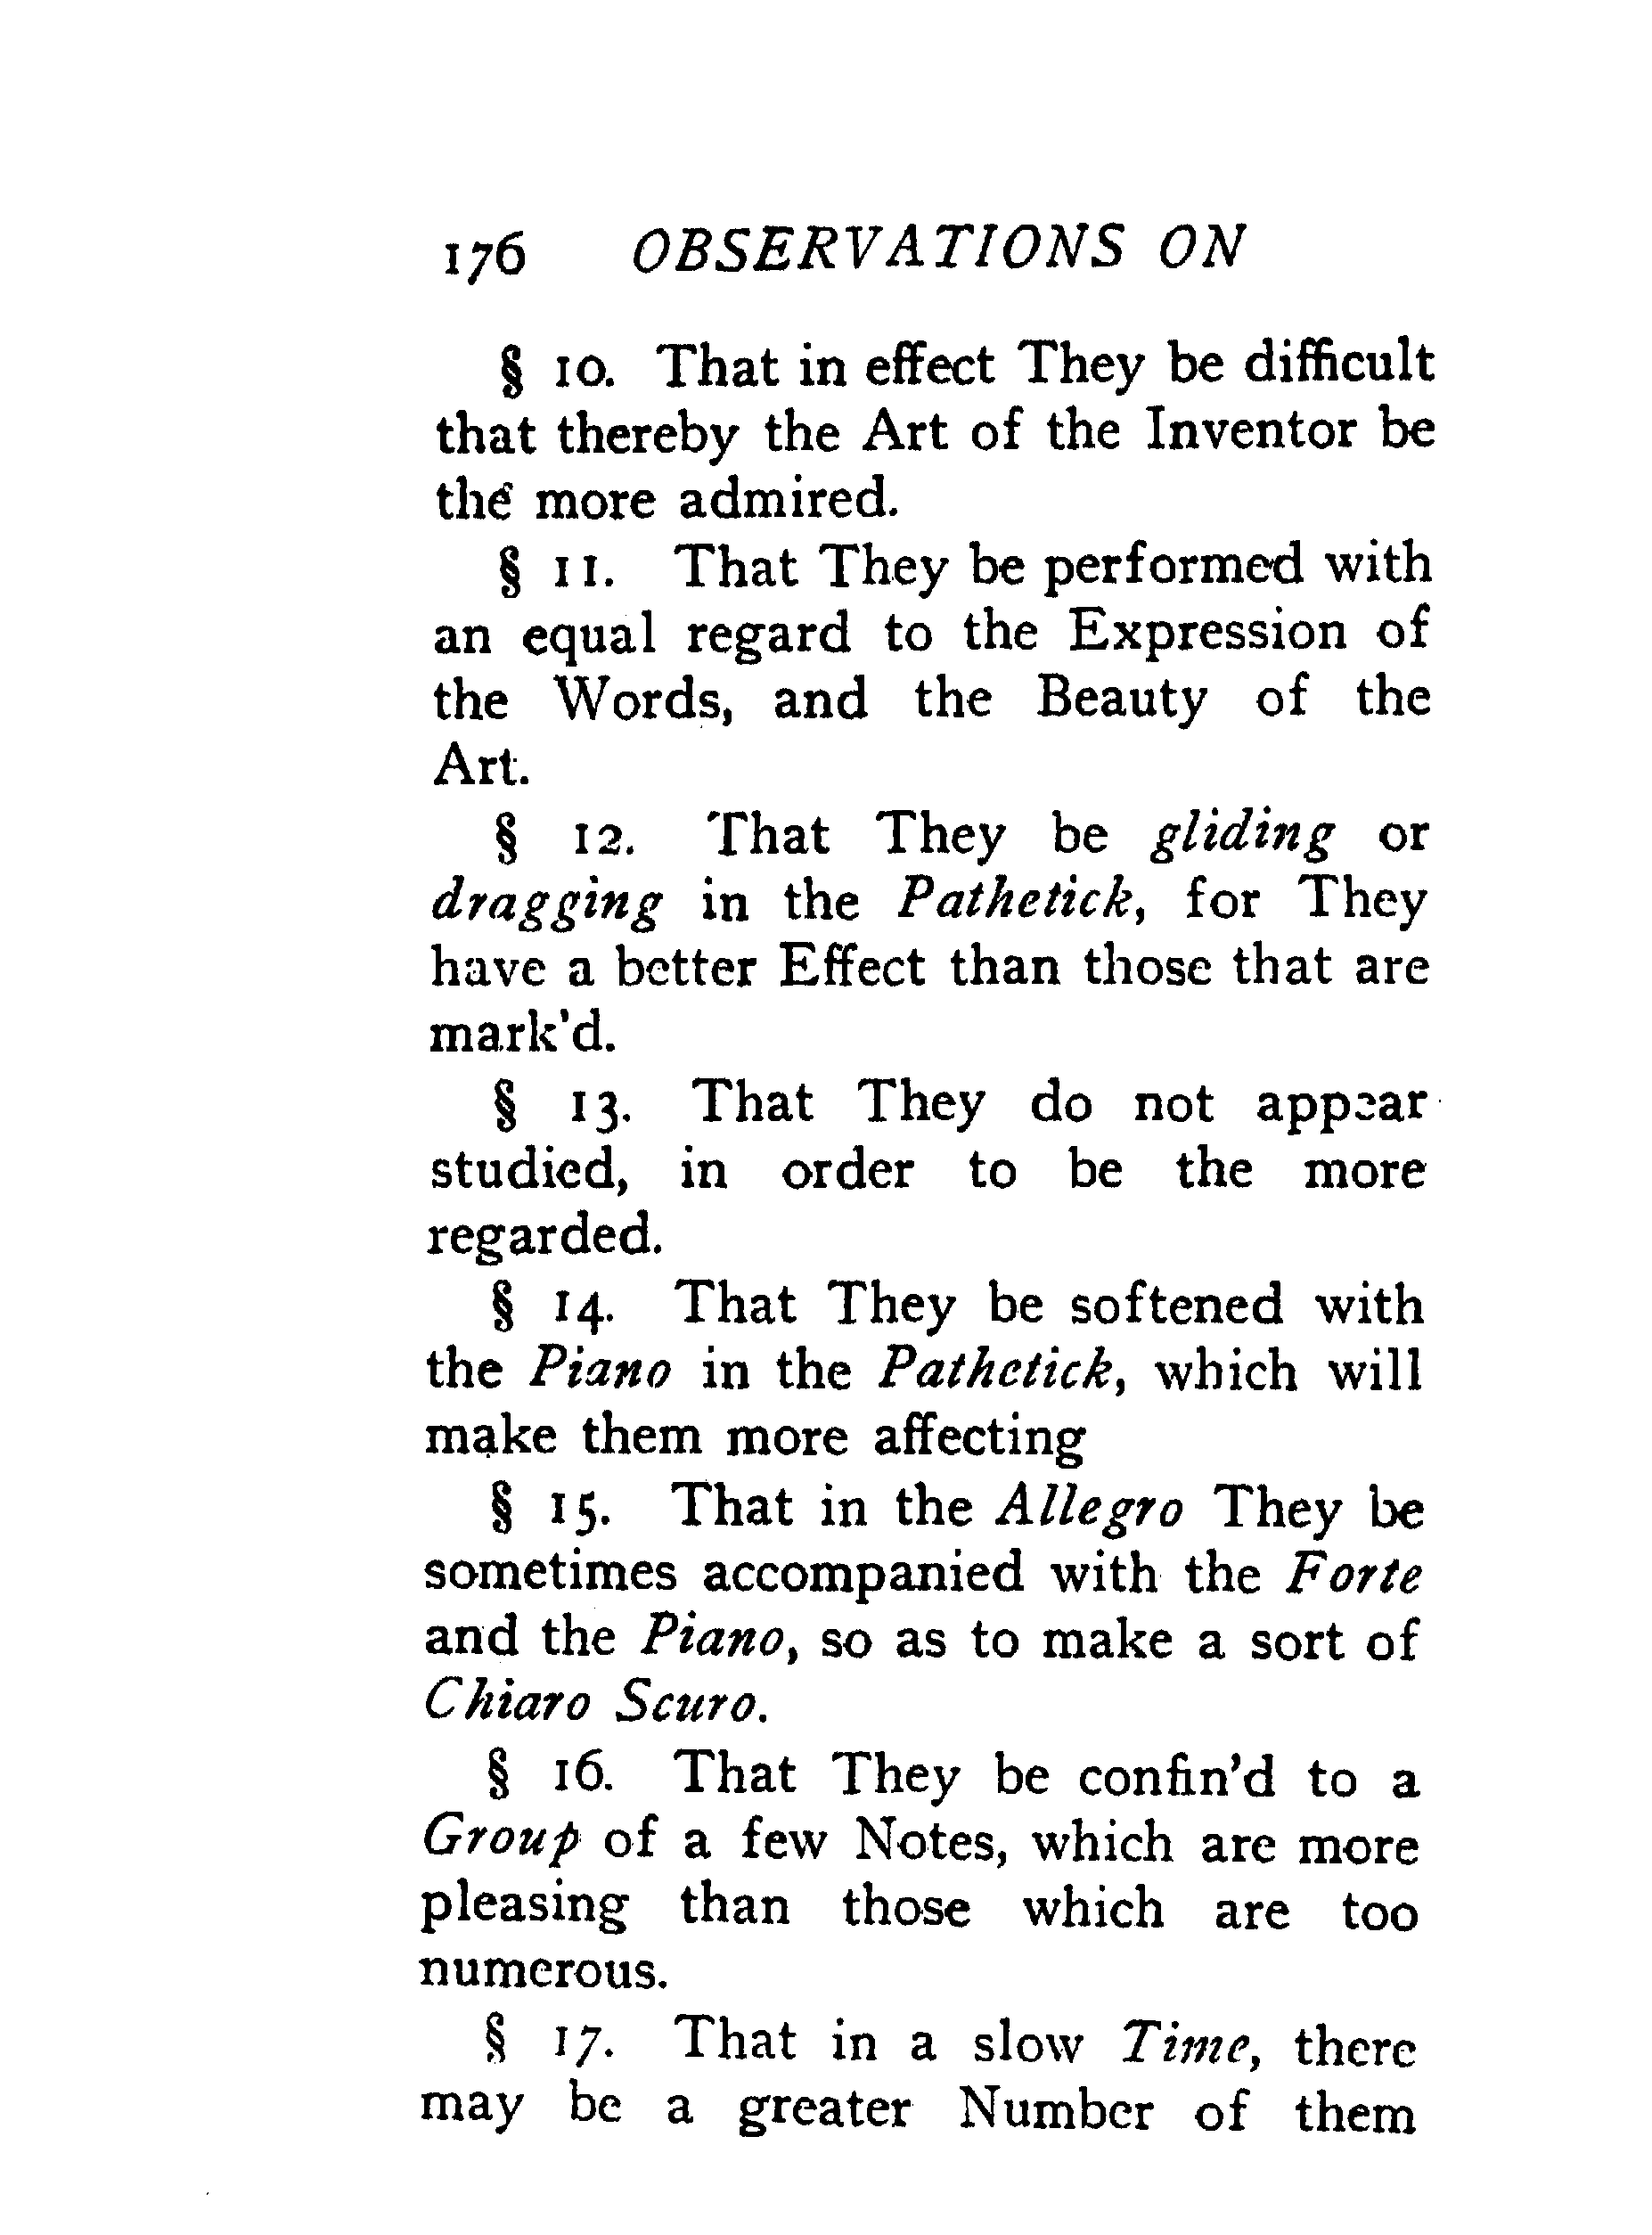 176 OBSERVATIONS ON
§ 10. That in effect They be difficult
that thereby the Art of the Inventor be
the more admired.
§ 11. That They be performed with
an equal regard to the Expression of
the Words, and the Beauty of the
Art.
§ 12. That They be gliding or
dragging in the Pathetick, for They
have a better Effect than those that are
mark'd.
§ 13. That They do not appear
studied, in order to be the more
regarded.
§ 14. That They be softened with
the Piano in the Pathetick, which will
make them more affecting
§ 15. That in the Allegro They be
sometimes accompanied with the Forte
and the Piano, so as to make a sort of
Chiaro Scuro.
§ 16. That They be confin'd to a
Group of a few Notes, which are more
pleasing than those which are too
numerous.
§ 17. That in a slow Time, there
may be a greater Number of them